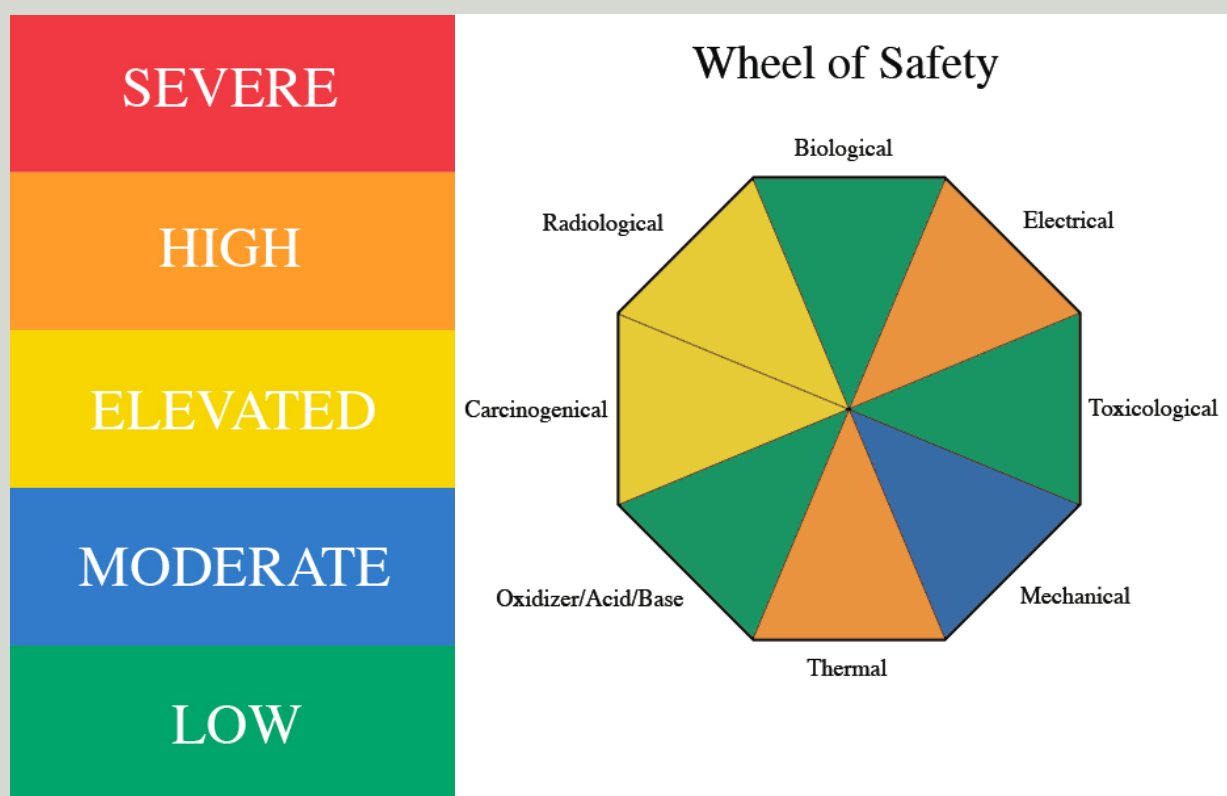 SEVERE
HIGH
ELEVATED
MODERATE
LOW
Wheel of Safety
Biological
Radiological
Electrical
Carcinogenical
Toxicological
Oxidizer/Acid/Base
Mechanical
Thermal